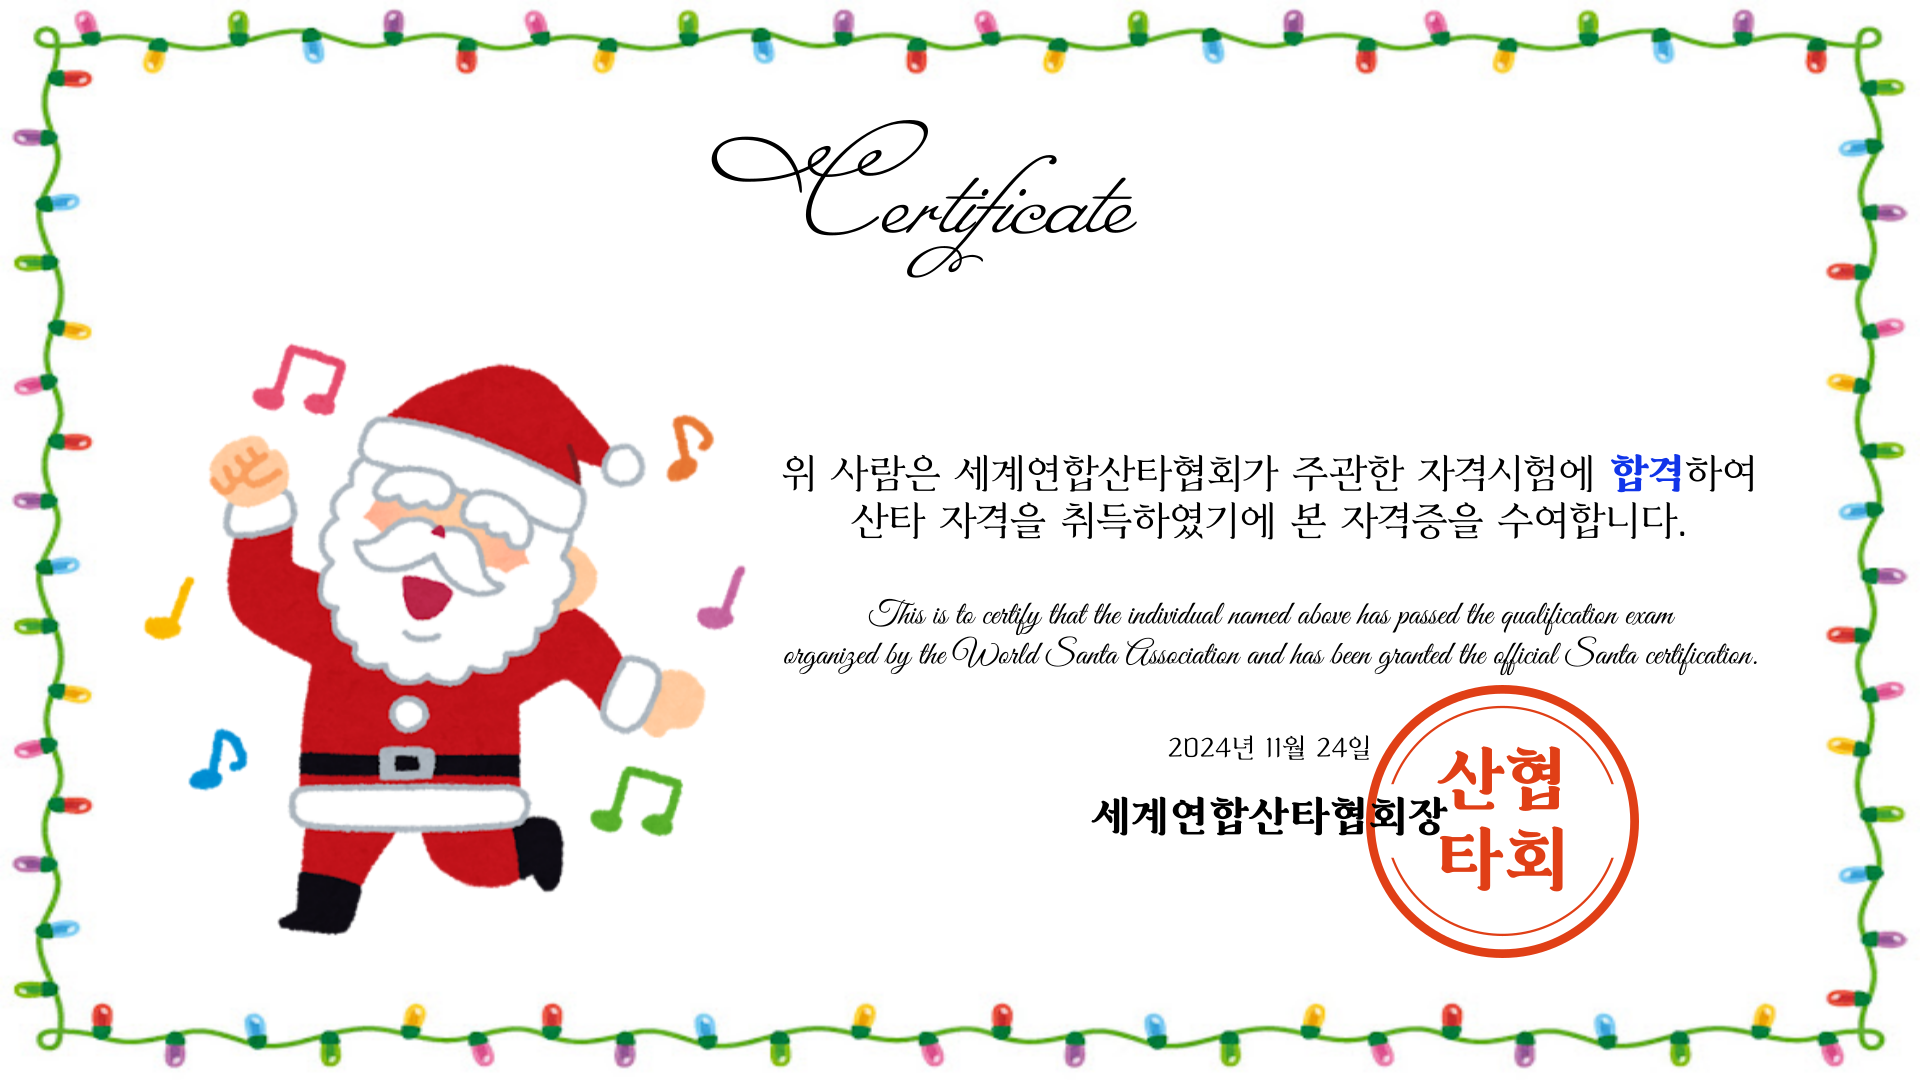 Certificate
위 사람은 세계연합산타협회가 주관한 자격시험에 합격하여
산타 자격을 취득하였기에 본 자격증을 수여합니다.
This is to certify that the individual named above has passed the qualification exam
organized by the World Santa Association and has been granted the official Santa certification.
2024년 11월 24일
세계연합산타협회장
산협
타회